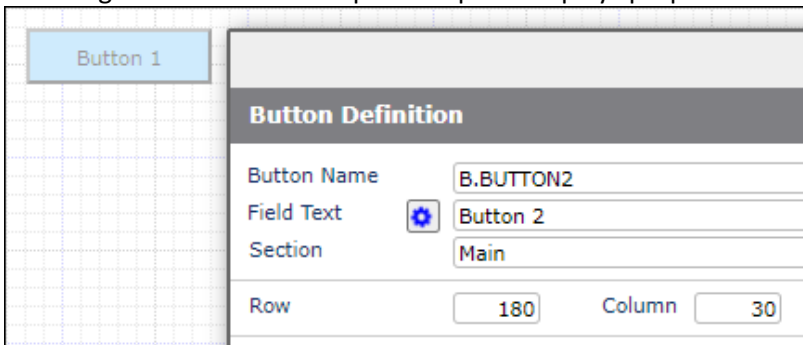 Button 1
Button Definition
Button Name B.BUTTON2
Field Text Button 2
Section Main
Row 180 Column 30